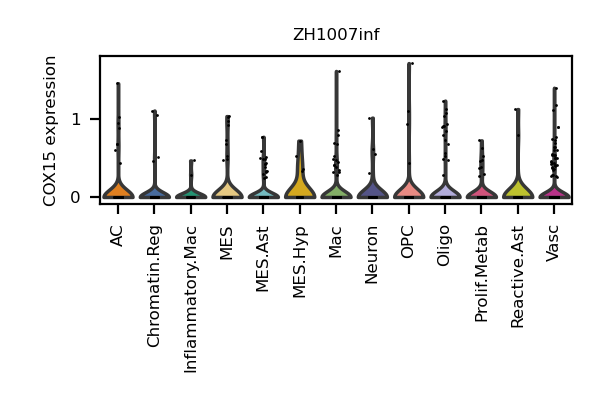 ZH1007inf
COX15 expression
1
0
AC
Chromatin.Reg
Inflammatory.Mac
MES
MES.Ast
MES.Hyp
Mac
Neuron
OPC
Oligo
Prolif.Metab
Reactive.Ast
Vasc